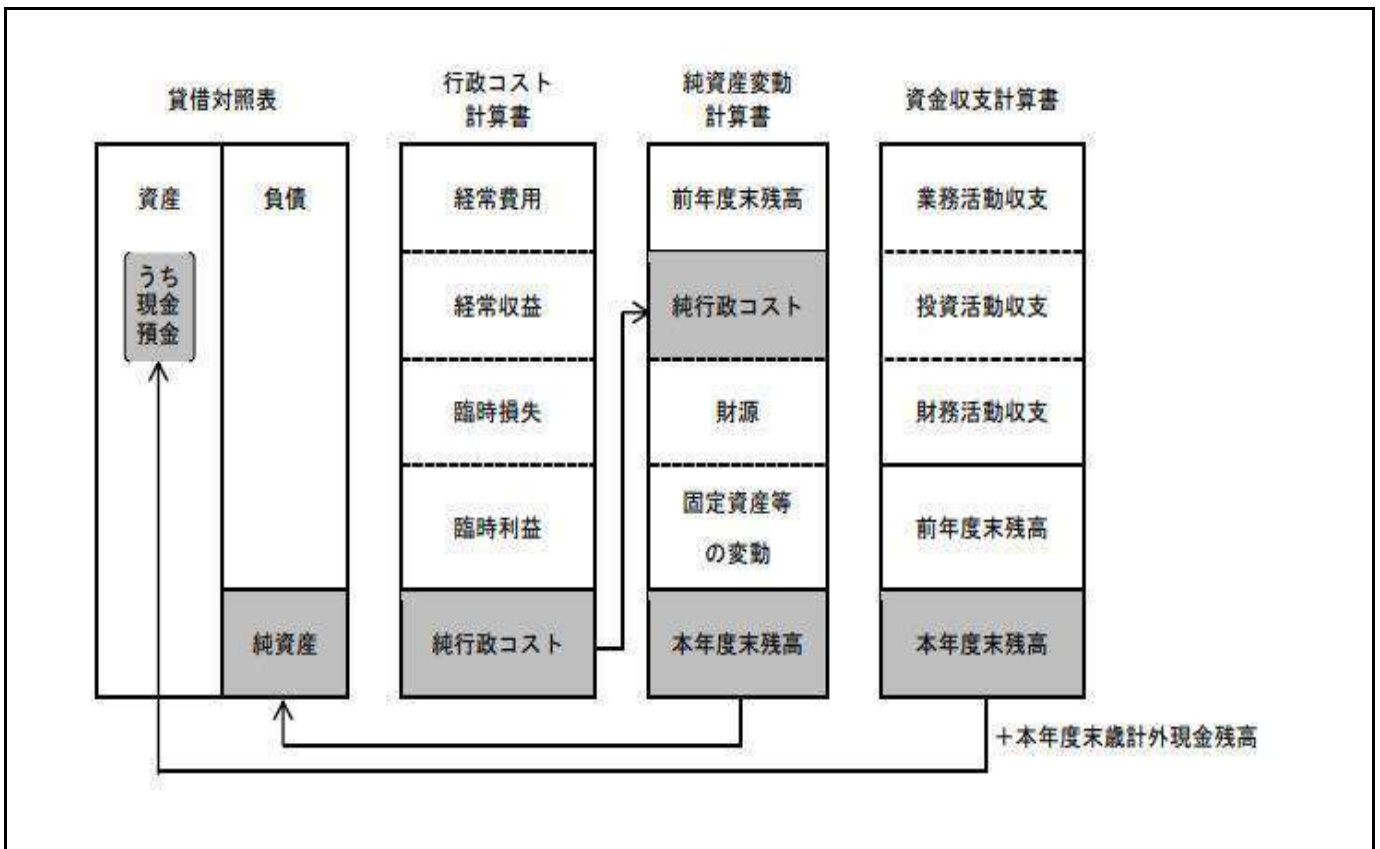 貸借対照表
資産
うち
現金
預金
負債
純資産
行政コスト
計算書
経常費用
経常収益
臨時損失
臨時利益
純行政コスト
純資産変動
計算書
前年度末残高
純行政コスト
財源
固定資産等
の変動
本年度末残高
資金収支計算書
業務活動収支
投資活動収支
財務活動収支
前年度末残高
本年度末残高
＋本年度末歳計外現金残高